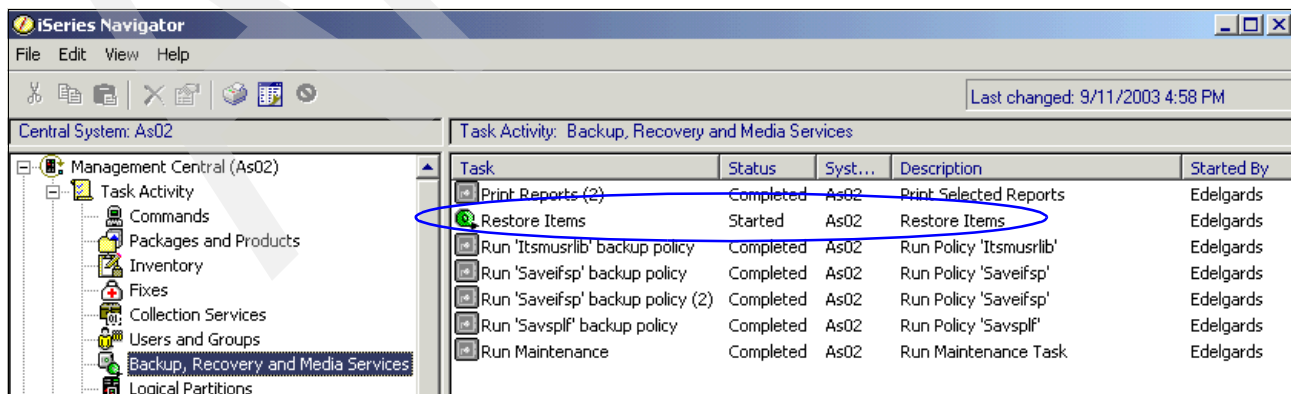 iSeries Navigator
File Edit View Help
Last changed: 9/11/2003 4:58 PM
Central System: As02
Task Activity: Backup, Recovery and Media Services
Management Central (As02)
Task Activity
Commands
Packages and Products
Inventory
Fixes
Collection Services
Users and Groups
Backup, Recovery and Media Services
Logical Partitions
Task Status Syst... Description Started By
Print Reports (2) Completed As02 Print Selected Reports Edelgards
Restore Items Started As02 Restore Items Edelgards
Run 'Itsmusrlib' backup policy Completed As02 Run Policy 'Itsmusrlib' Edelgards
Run 'Saveifsp' backup policy Completed As02 Run Policy 'Saveifsp' Edelgards
Run 'Saveifsp' backup policy (2) Completed As02 Run Policy 'Saveifsp' Edelgards
Run 'Savsplf' backup policy Completed As02 Run Policy 'Savsplf' Edelgards
Run Maintenance Completed As02 Run Maintenance Task Edelgards